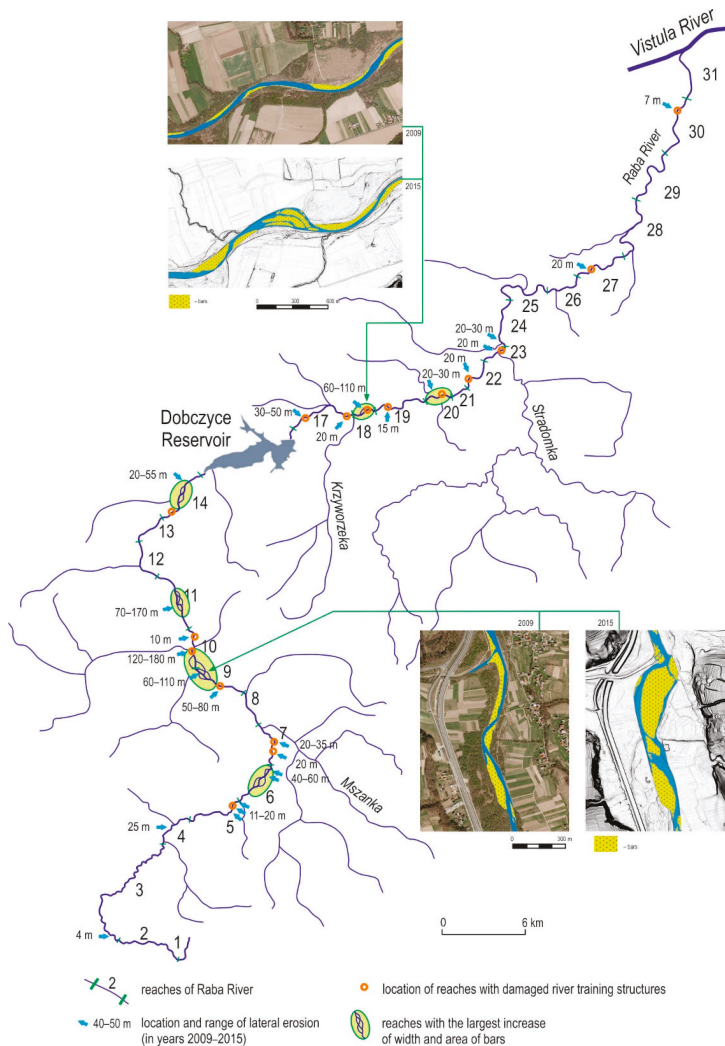 Vistula River
31
7 m
30
2009
Raba River
2015
29
28
20 m
27
– bars
0 300 600 m
26
25
24
20–30 m
20 m
23
20 m
22
20–30 m
21
60–110 m
20
19
30–50 m
17
18
15 m
20 m
Dobczyce
Reservoir
Stradomka
20–55 m
14
Krzyworzeka
13
12
11
70–170 m
10 m
10
2009
2015
120–180 m
9
60–110 m
8
50–80 m
7
20–35 m
20 m
40–60 m
6
Mszanka
11–20 m
5
25 m
4
300 m
– bars
3
0 6 km
4 m
2
1
2
reaches of Raba River
location of reaches with damaged river training structures
40–50 m
location and range of lateral erosion
(in years 2009–2015)
reaches with the largest increase
of width and area of bars